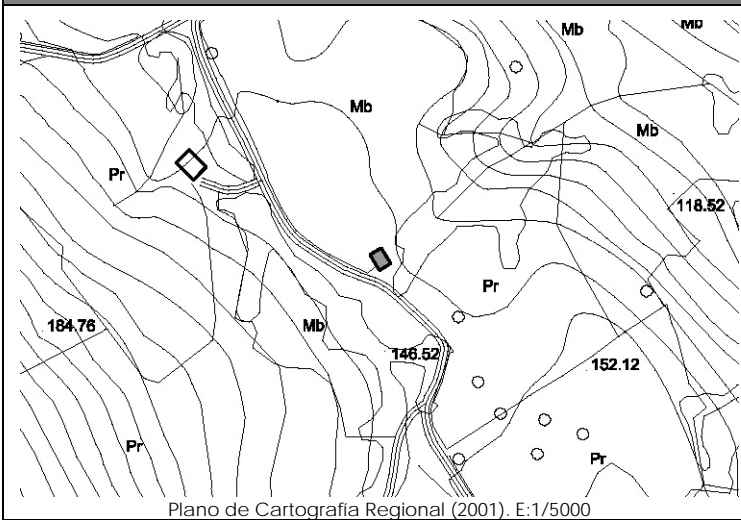 Mb
Mb
Mb
Mb
Pr
118.52
Pr
184.76
Mb
146.52
152.12
Pr
Pr
Plano de Cartografía Regional (2001). E:1/5000